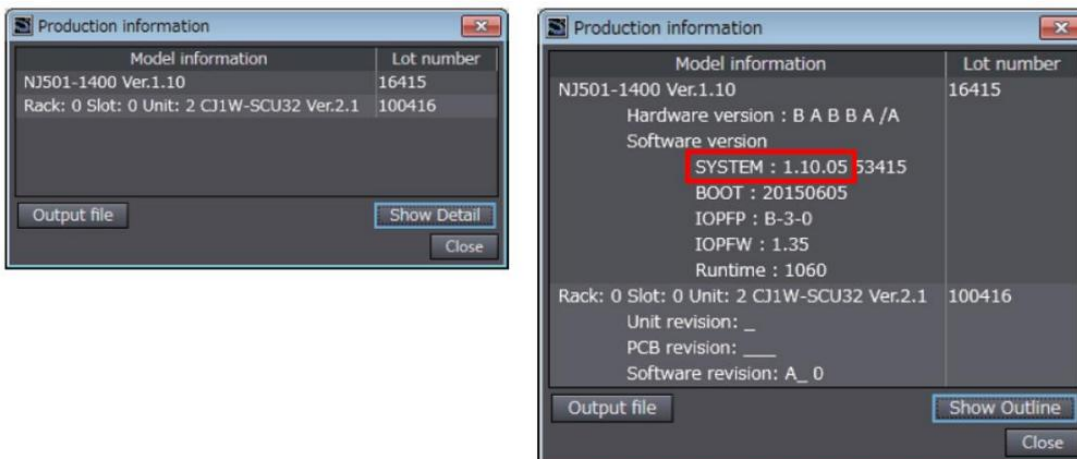 Production information
Model information Lot number
NJ501-1400 Ver.1.10 16415
Rack: 0 Slot: 0 Unit: 2 CJ1W-SCU32 Ver.2.1 100416
Output file Show Detail
Close
Production information
Model information Lot number
NJ501-1400 Ver.1.10 16415
Hardware version : B A B B A /A
Software version
SYSTEM : 1.10.05 53415
BOOT : 20150605
IOPFP : B-3-0
IOPFW : 1.35
Runtime : 1060
Rack: 0 Slot: 0 Unit: 2 CJ1W-SCU32 Ver.2.1 100416
Unit revision: _
PCB revision: ___
Software revision: A_ 0
Output file Show Outline
Close